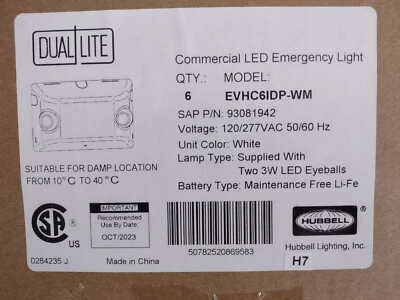 DUAL LITE
Commercial LED Emergency Light
QTY.: MODEL:
6 EVHC6IDP-WM
SAP P/N: 93081942
Voltage: 120/277VAC 50/60 Hz
Unit Color: White
Lamp Type: Supplied With
Two 3W LED Eyeballs
Battery Type: Maintenance Free Li-Fe
SUITABLE FOR DAMP LOCATION
FROM 10°C TO 40°C
SA
US
IMPORTANT
Recommended
Use By Date:
OCT/2023
50782520869583
HUBBELL
Hubbell Lighting, Inc.
0284235 J
Made in China
H7